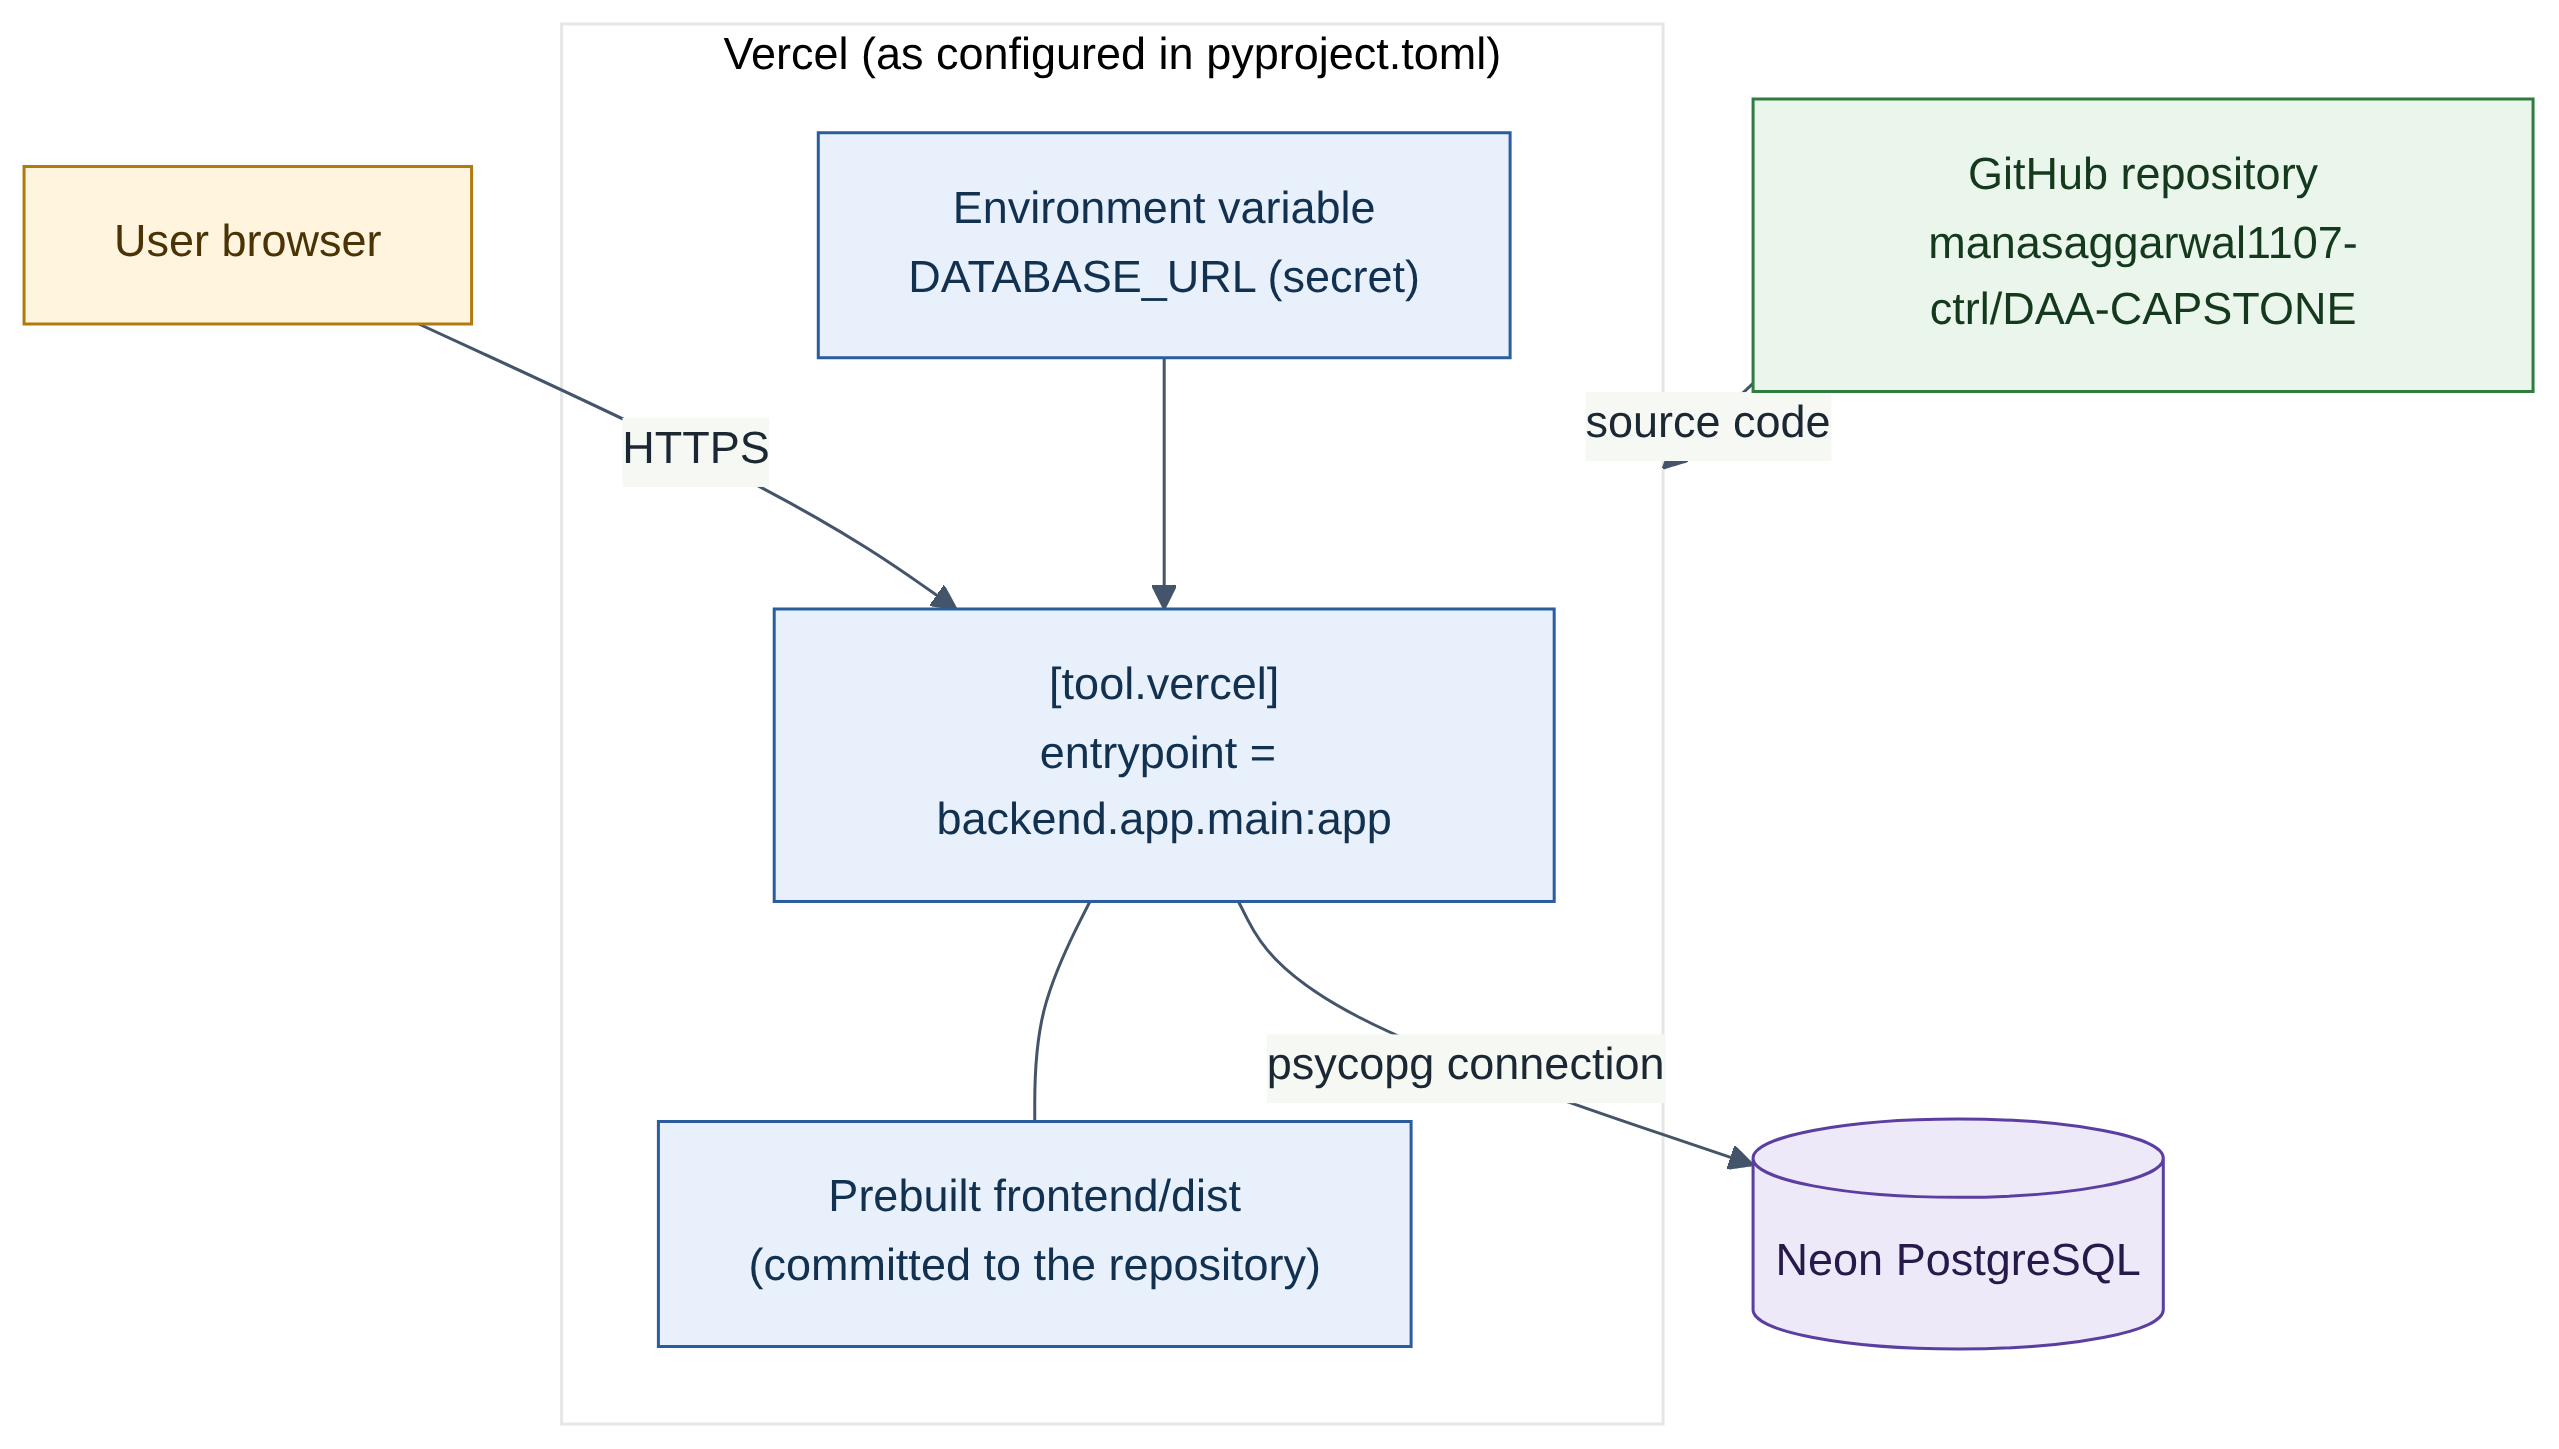 Vercel (as configured in pyproject.toml)
User browser
Environment variable
DATABASE_URL (secret)
GitHub repository
manasaggarwal1107-
ctrl/DAA-CAPSTONE
HTTPS
source code
[tool.vercel]
entrypoint =
backend.app.main:app
psycopg connection
Prebuilt frontend/dist
(committed to the repository)
Neon PostgreSQL